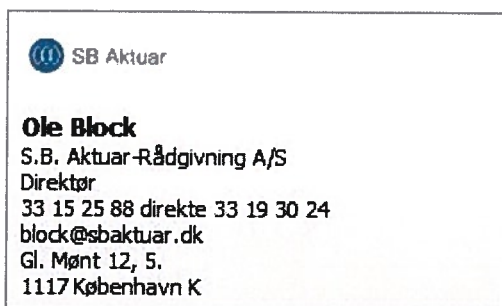 SB Aktuar
Ole Block
S.B. Aktuar-Rådgivning A/S
Direktør
33 15 25 88 direkte 33 19 30 24
block@sbaktuar.dk
Gl. Mønt 12, 5.
1117 København K